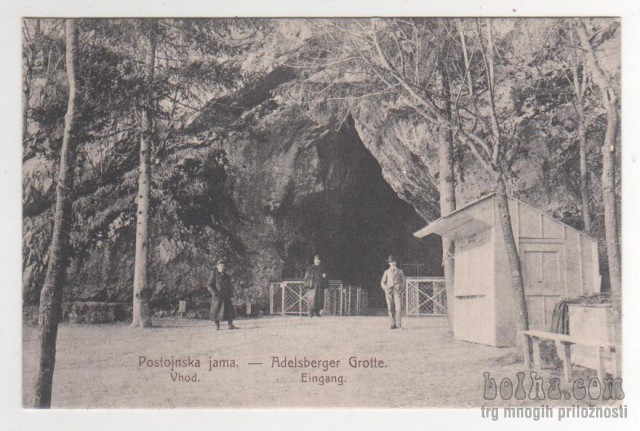 Postojnska jama. — Adelsberger Grotte.
Vhod. Eingang.
bolha.com
trg mnogih priložnosti